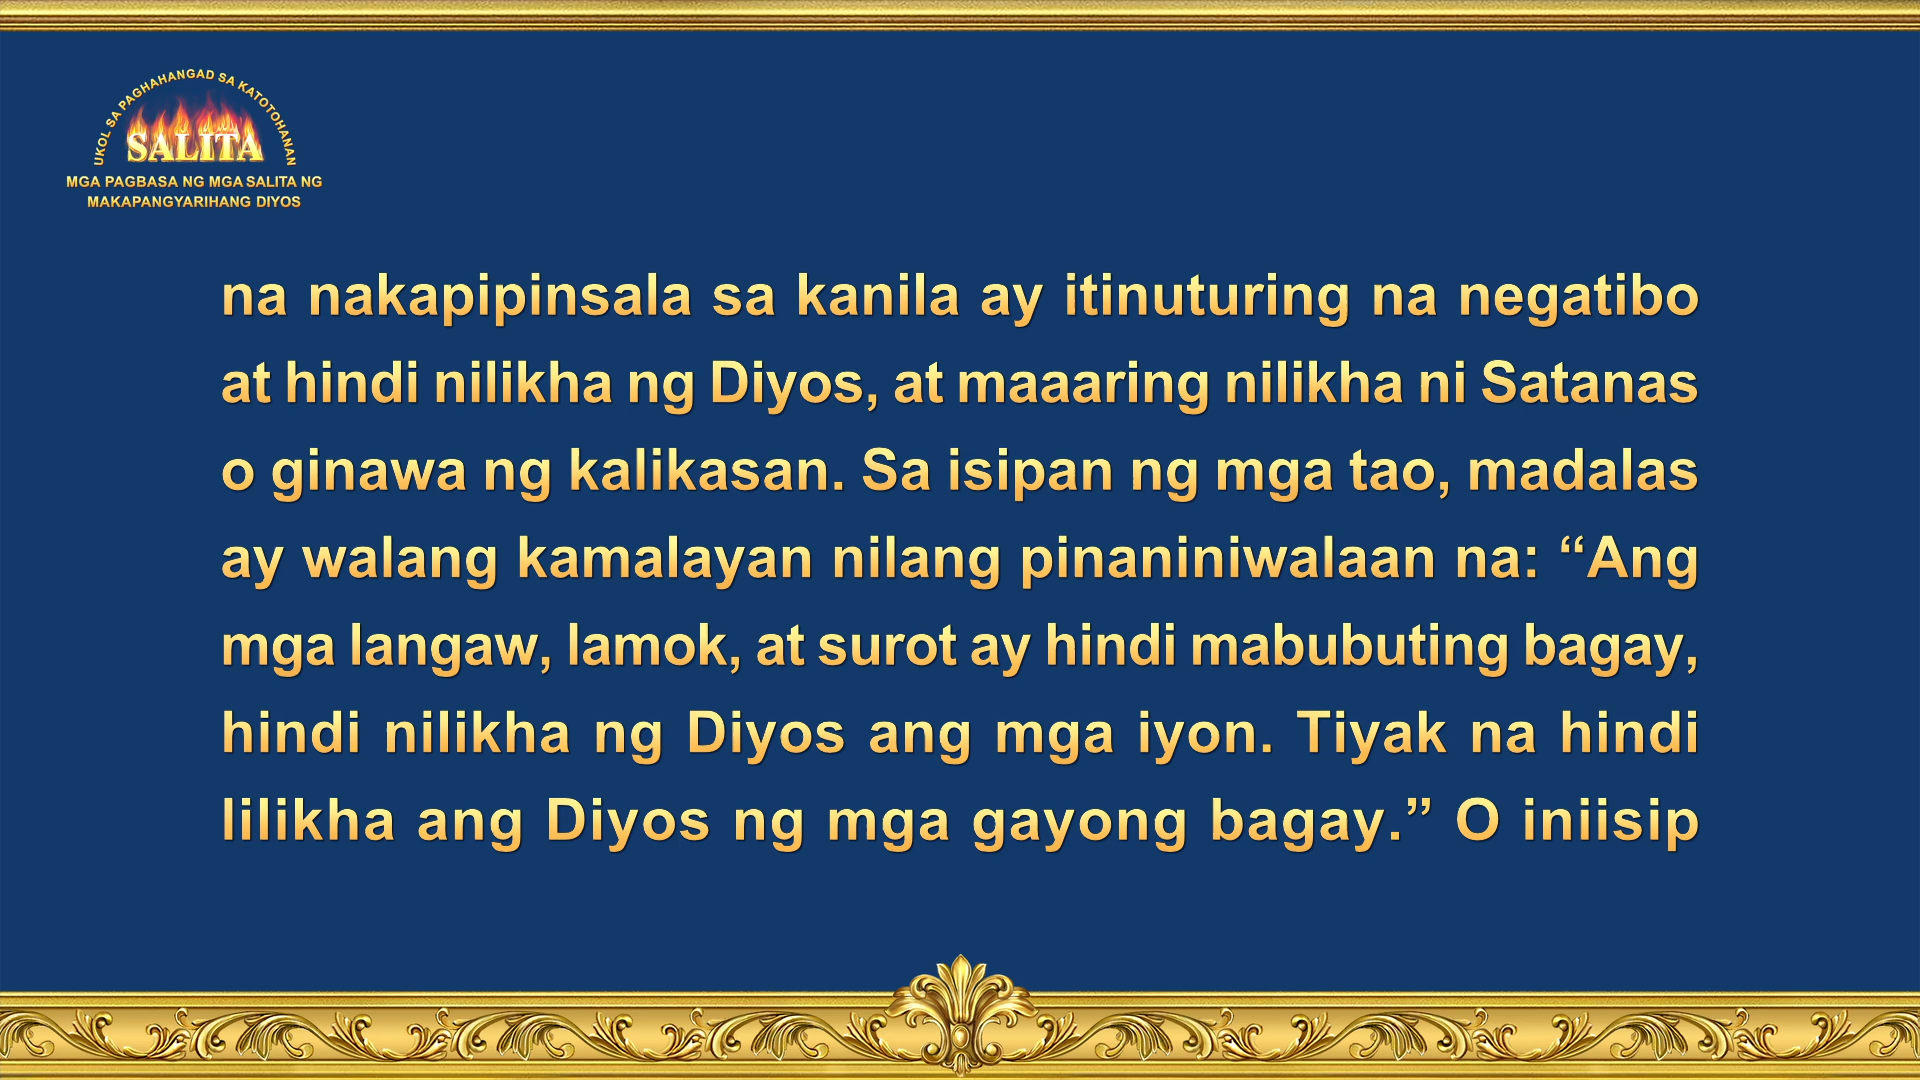 UKOL SA PAGHAHANGAD SA KATOTOHANAN
SALITA
MGA PAGBASA NG MGA SALITA NG
MAKAPANGYARIHANG DIYOS
na nakapipinsala sa kanila ay itinuturing na negatibo
at hindi nilikha ng Diyos, at maaaring nilikha ni Satanas
o ginawa ng kalikasan. Sa isipan ng mga tao, madalas
ay walang kamalayan nilang pinaniniwalaan na: “Ang
mga langaw, lamok, at surot ay hindi mabubuting bagay,
hindi nilikha ng Diyos ang mga iyon. Tiyak na hindi
lilikha ang Diyos ng mga gayong bagay.” O iniisip